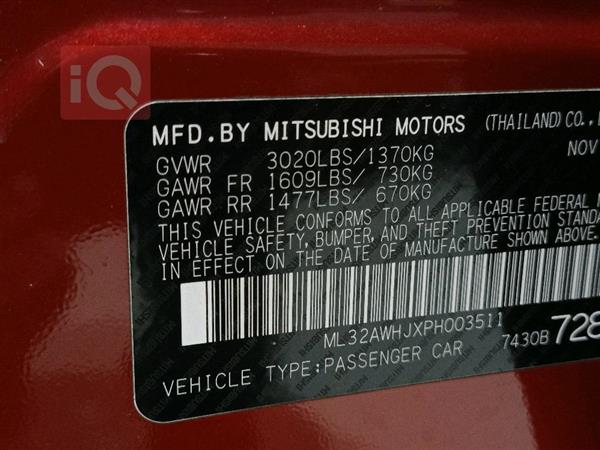 iQ
MFD.BY MITSUBISHI MOTORS (THAILAND) CO.,
NOV
GVWR 3020LBS/1370KG
GAWR FR 1609LBS/ 730KG
GAWR RR 1477LBS/ 670KG
THIS VEHICLE CONFORMS TO ALL APPLICABLE FEDERAL
VEHICLE SAFETY, BUMPER, AND THEFT PREVENTION
IN EFFECT ON THE DATE OF MANUFACTURE SHOWN ABOVE.
ML32AWHJXPH003511
7430B 728
VEHICLE TYPE:PASSENGER CAR